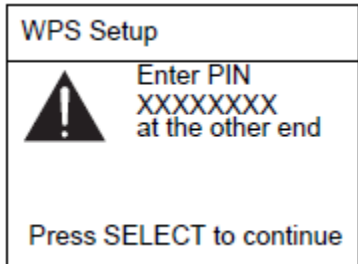 WPS Setup
Enter PIN
XXXXXXXX
at the other end
Press SELECT to continue